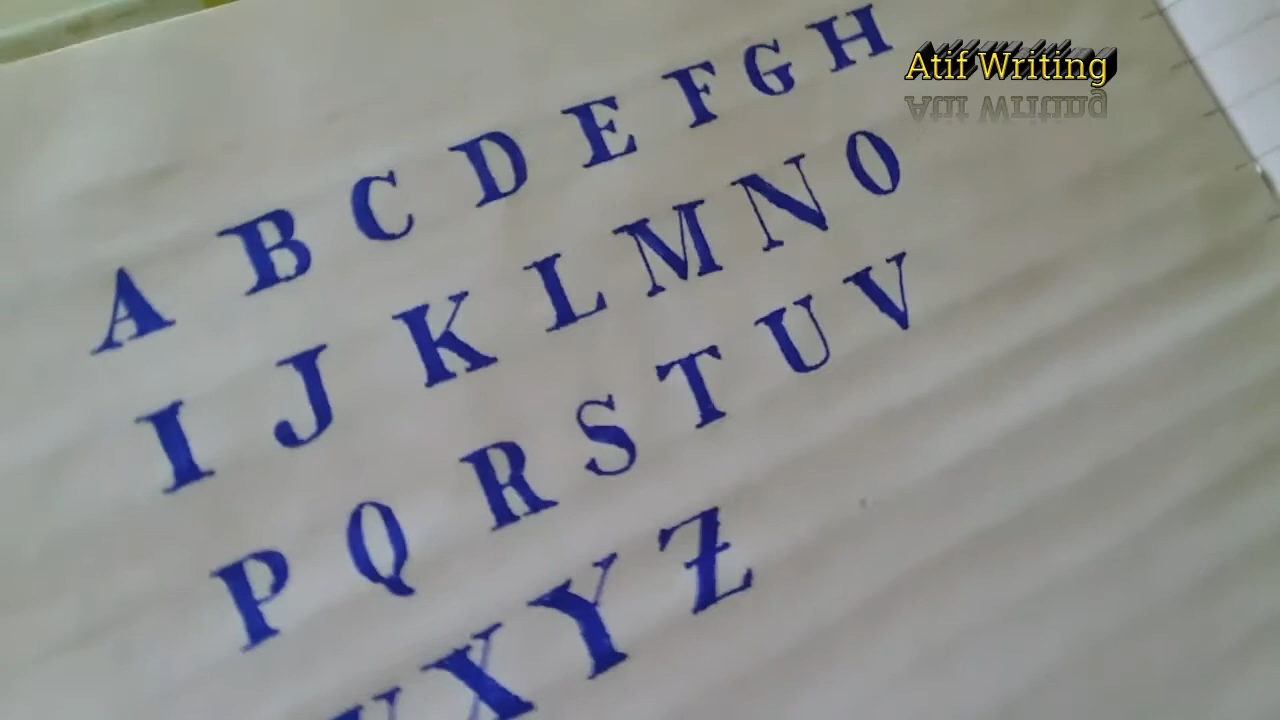 A B C D E F G H
I J K L M N O
P Q R S T U V
X Y Z
Atif Writing